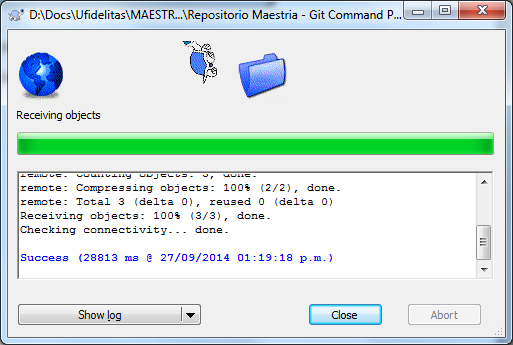 D:\Docs\Ufidelitas\MAESTR...\Repositorio Maestria - Git Command P...
Receiving objects
remote: Counting objects: 3, done.
remote: Compressing objects: 100% (2/2), done.
remote: Total 3 (delta 0), reused 0 (delta 0)
Receiving objects: 100% (3/3), done.
Checking connectivity... done.
Success (28813 ms @ 27/09/2014 01:19:18 p.m.)
Show log
Close
Abort